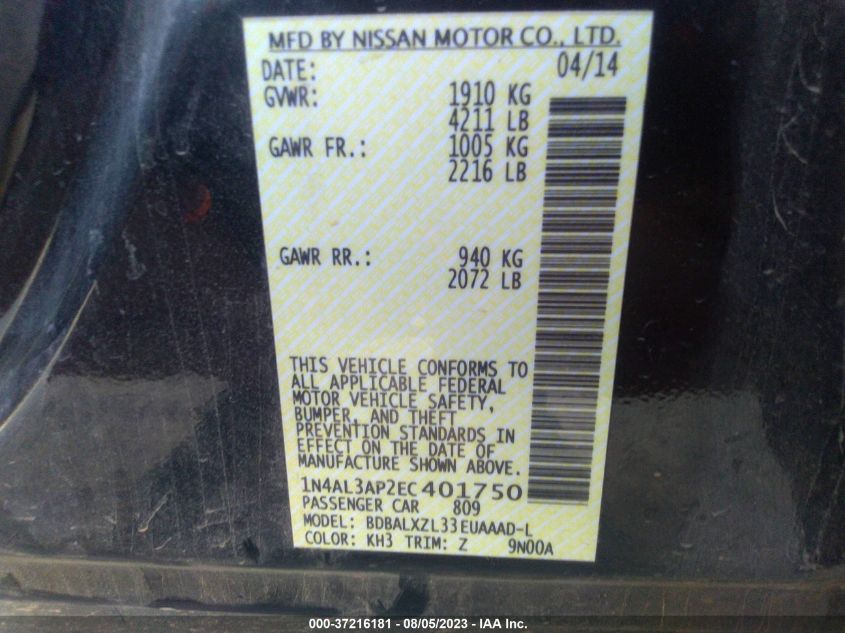 MFD BY NISSAN MOTOR CO., LTD.
DATE: 04/14
GVWR: 1910 KG
4211 LB
GAWR FR.: 1005 KG
2216 LB
GAWR RR.: 940 KG
2072 LB
THIS VEHICLE CONFORMS TO
ALL APPLICABLE FEDERAL
MOTOR VEHICLE SAFETY,
BUMPER, AND THEFT
PREVENTION STANDARDS IN
EFFECT ON THE DATE OF
MANUFACTURE SHOWN ABOVE.
1N4AL3AP2EC401750
PASSENGER CAR 809
MODEL: BDBALXZL33EUAAAD-L
COLOR: KH3 TRIM: Z 9N00A
000-37216181 - 08/05/2023 - IAA Inc.